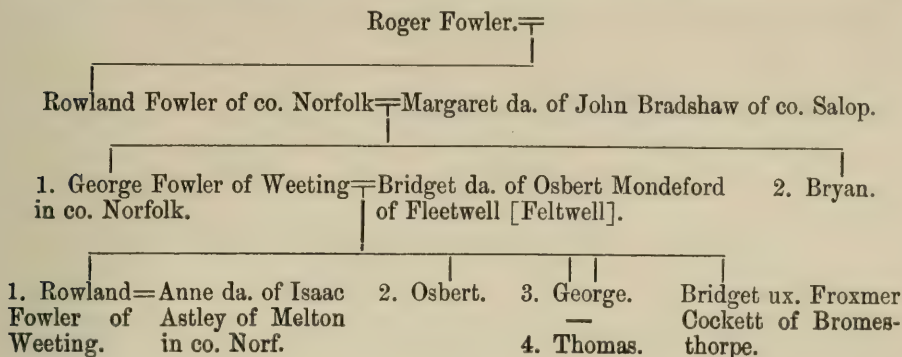 Roger Fowler.
Rowland Fowler of co. Norfolk=Margaret da. of John Bradshaw of co. Salop.
1. George Fowler of Weeting=Bridget da. of Osbert Mondeford
in co. Norfolk.
of Fleetwell [Feltwell].
2. Bryan.
1. Rowland=
Fowler of
Weeting.
Anne da. of Isaac
Astley of Melton
in co. Norf.
2. Osbert.
3. George.
—
4. Thomas.
Bridget ux. Froxmer
Cockett of Bromes-
thorpe.